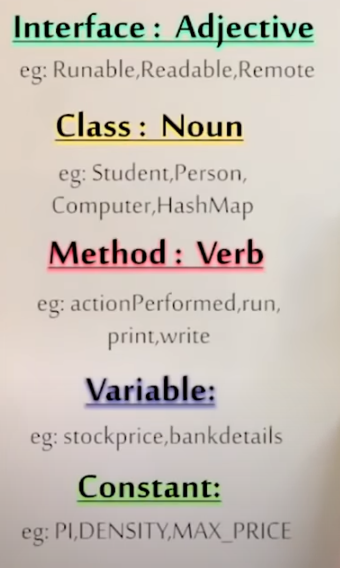 Interface : Adjective
eg: Runable,Readable,Remote
Class : Noun
eg: Student,Person,
Computer,HashMap
Method : Verb
eg: actionPerformed,run,
print,write
Variable:
eg: stockprice,bankdetails
Constant:
eg: PI,DENSITY,MAX_PRICE